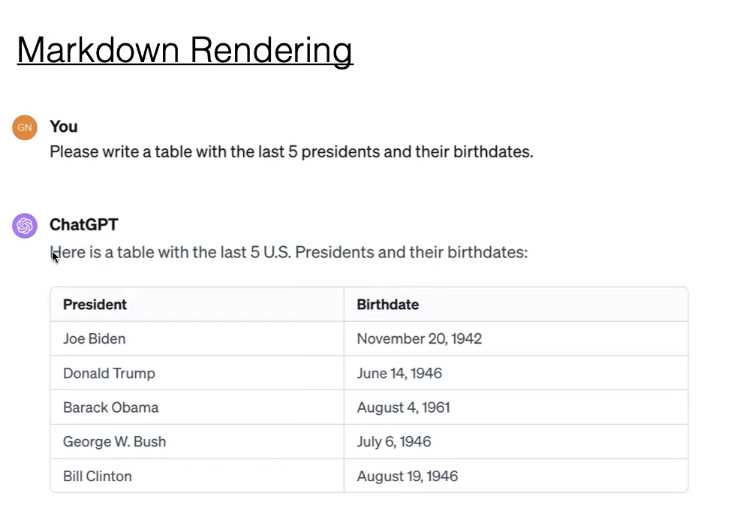 Markdown Rendering
GN
You
Please write a table with the last 5 presidents and their birthdates.
ChatGPT
Here is a table with the last 5 U.S. Presidents and their birthdates:
President Birthdate
Joe Biden November 20, 1942
Donald Trump June 14, 1946
Barack Obama August 4, 1961
George W. Bush July 6, 1946
Bill Clinton August 19, 1946